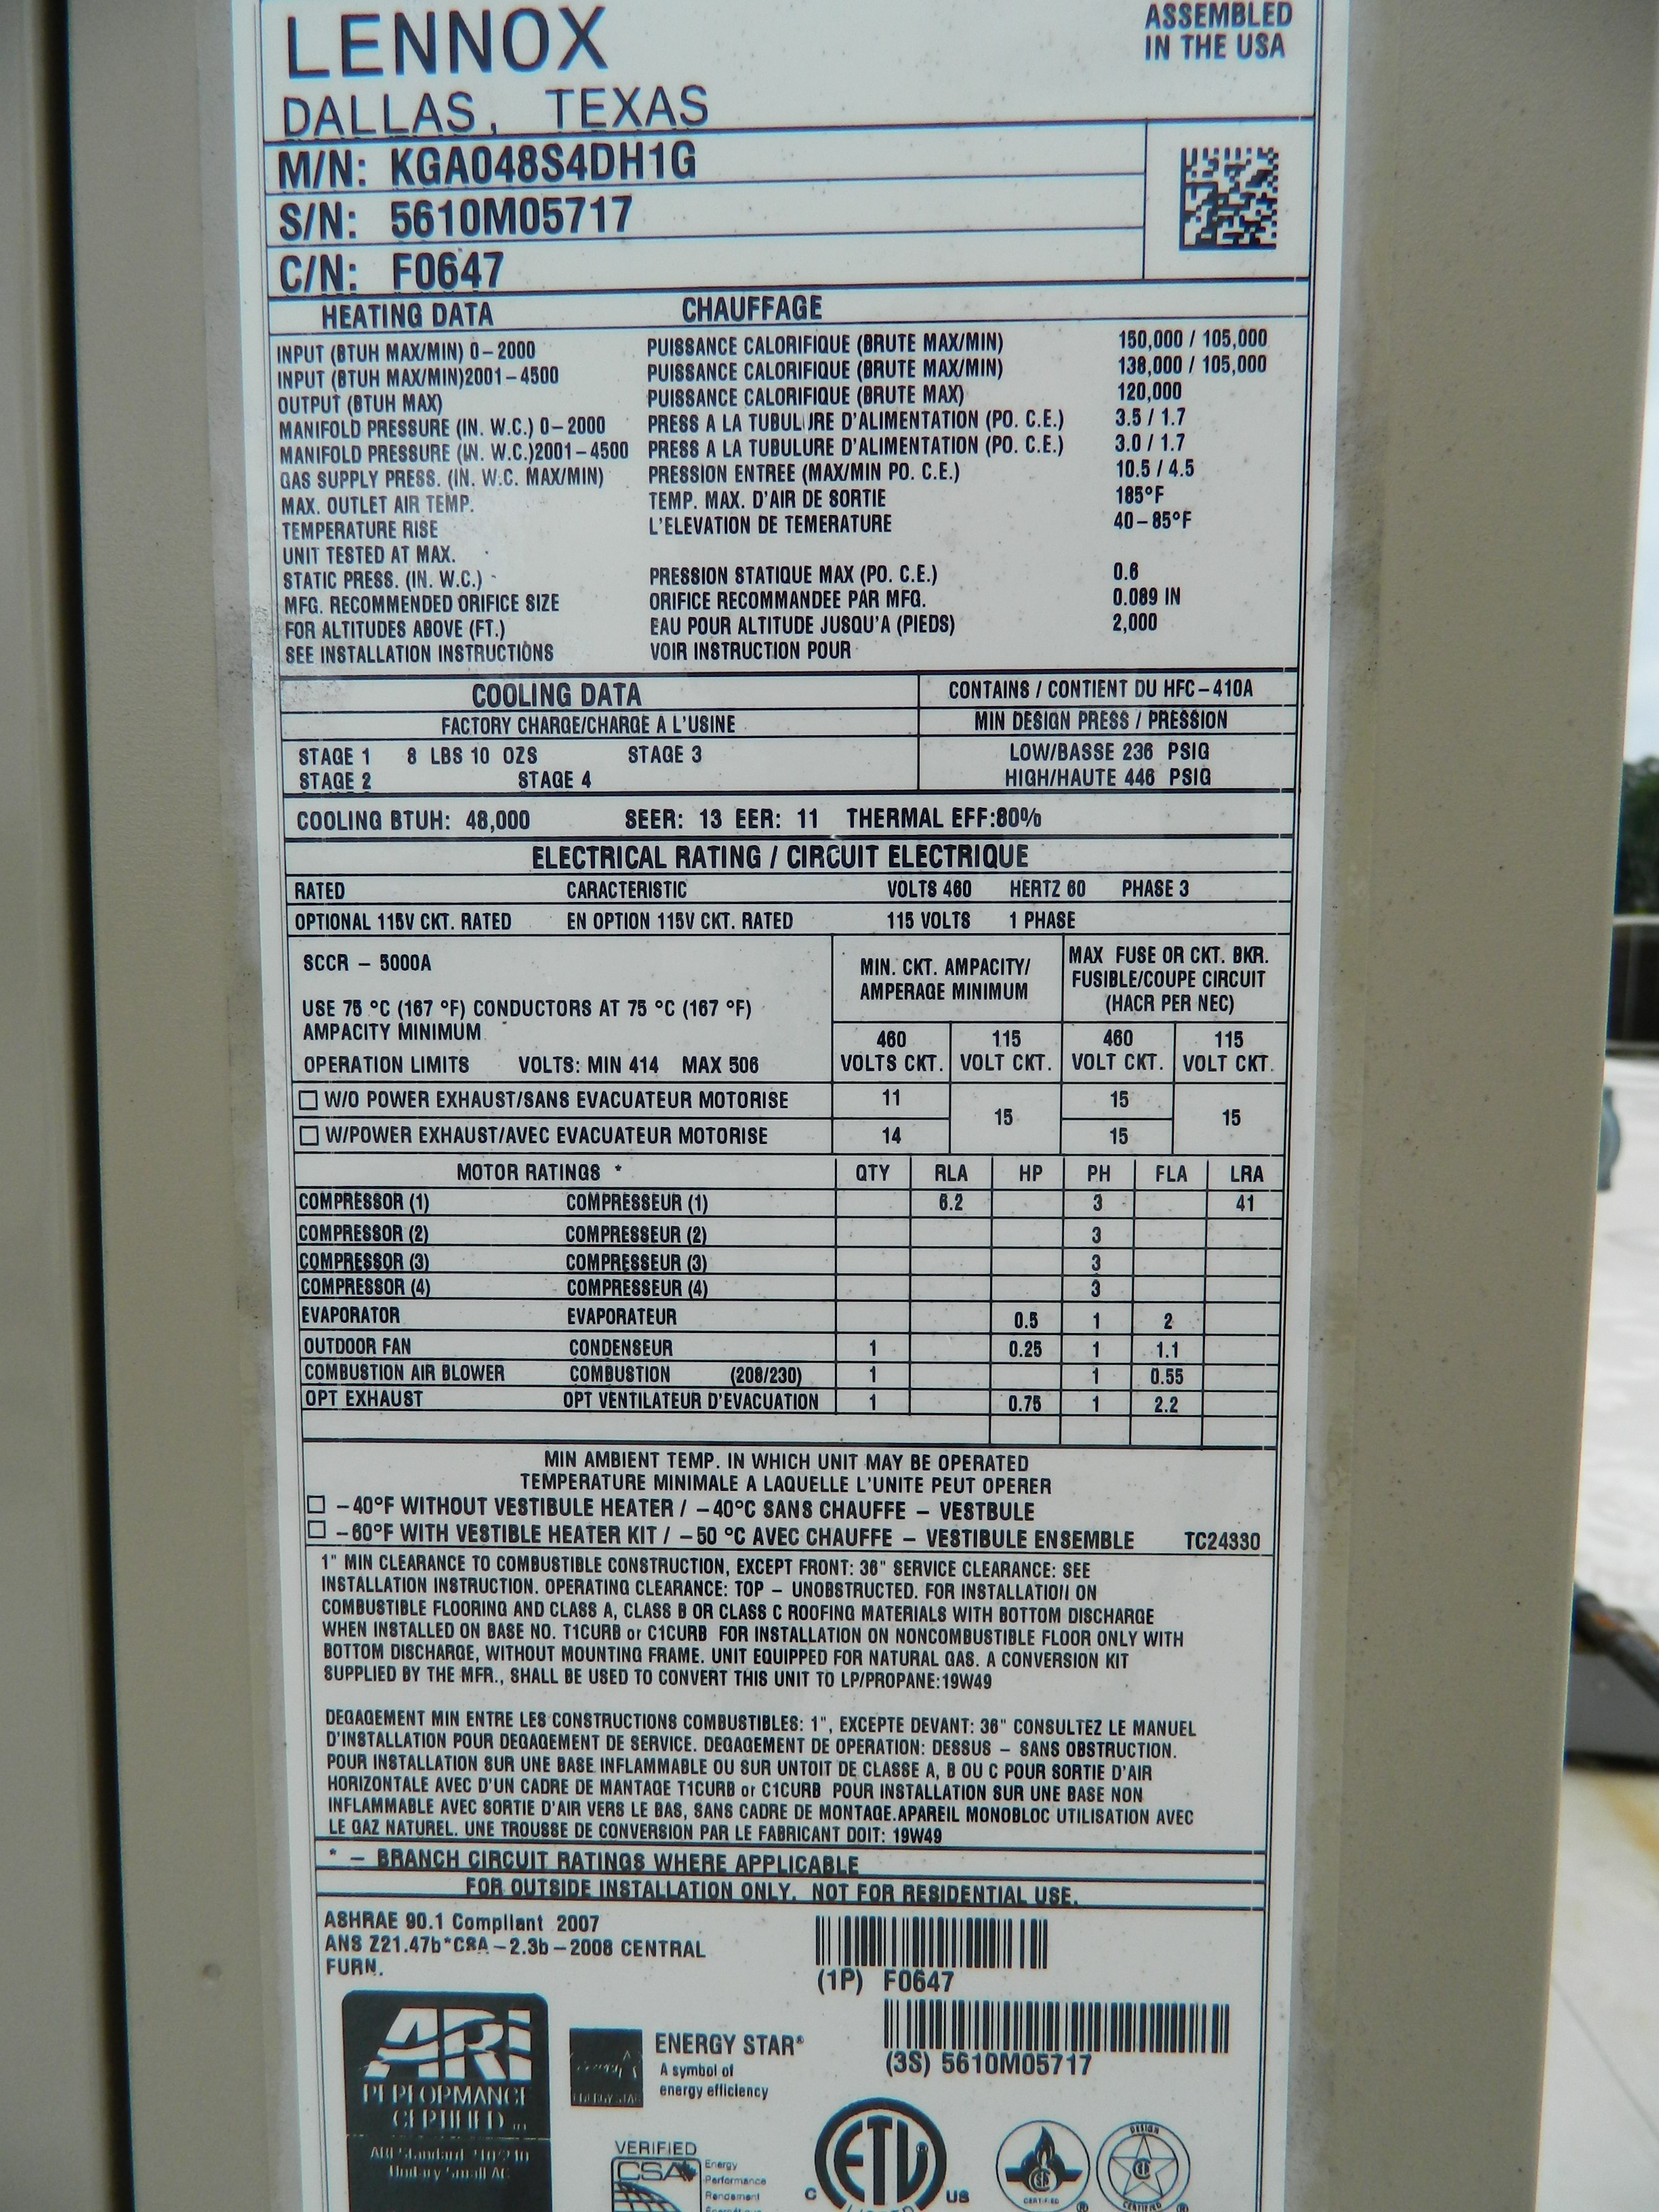 LENNOX
ASSEMBLED
IN THE USA
DALLAS, TEXAS
M/N: KGA048S4DH1G
S/N: 5610M05717
C/N: F0647
HEATING DATA CHAUFFAGE
INPUT (BTUH MAX/MIN) 0-2000 PUISSANCE CALORIFIQUE (BRUTE MAX/MIN) 150,000 / 105,000
INPUT (BTUH MAX/MIN)2001-4500 PUISSANCE CALORIFIQUE (BRUTE MAX/MIN) 138,000 / 105,000
OUTPUT (BTUH MAX) PUISSANCE CALORIFIQUE (BRUTE MAX) 120,000
MANIFOLD PRESSURE (IN. W.C.) 0-2000 PRESS A LA TUBULURE D'ALIMENTATION (PO. C.E.) 3.5 / 1.7
MANIFOLD PRESSURE (IN. W.C.)2001-4500 PRESS A LA TUBULURE D'ALIMENTATION (PO. C.E.) 3.0 / 1.7
GAS SUPPLY PRESS. (IN. W.C. MAX/MIN) PRESSION ENTREE (MAX/MIN PO. C.E.) 10.5 / 4.5
MAX. OUTLET AIR TEMP. TEMP. MAX. D'AIR DE SORTIE 185°F
TEMPERATURE RISE L'ELEVATION DE TEMERATURE 40-85°F
UNIT TESTED AT MAX.
STATIC PRESS. (IN. W.C.) PRESSION STATIQUE MAX (PO. C.E.) 0.6
MFG. RECOMMENDED ORIFICE SIZE ORIFICE RECOMMANDEE PAR MFG. 0.089 IN
FOR ALTITUDES ABOVE (FT.) EAU POUR ALTITUDE JUSQU'A (PIEDS) 2,000
SEE INSTALLATION INSTRUCTIONS VOIR INSTRUCTION POUR
COOLING DATA CONTAINS / CONTIENT DU HFC-410A
FACTORY CHARGE/CHARGE A L'USINE MIN DESIGN PRESS / PRESSION
STAGE 1 8 LBS 10 OZS STAGE 3 LOW/BASSE 236 PSIG
STAGE 2 STAGE 4 HIGH/HAUTE 446 PSIG
COOLING BTUH: 48,000 SEER: 13 EER: 11 THERMAL EFF:80%
ELECTRICAL RATING / CIRCUIT ELECTRIQUE
RATED CARACTERISTIC VOLTS 460 HERTZ 60 PHASE 3
OPTIONAL 115V CKT. RATED EN OPTION 115V CKT. RATED 115 VOLTS 1 PHASE
SCCR - 5000A
USE 75 °C (167 °F) CONDUCTORS AT 75 °C (167 °F)
AMPACITY MINIMUM
OPERATION LIMITS VOLTS: MIN 414 MAX 506
MIN. CKT. AMPACITY/
AMPERAGE MINIMUM
MAX FUSE OR CKT. BKR.
FUSIBLE/COUPE CIRCUIT
(HACR PER NEC)
460 115 460 115
VOLTS CKT. VOLT CKT. VOLT CKT. VOLT CKT.
W/O POWER EXHAUST/SANS EVACUATEUR MOTORISE 11 15 15 15
W/POWER EXHAUST/AVEC EVACUATEUR MOTORISE 14 15
MOTOR RATINGS * QTY RLA HP PH FLA LRA
COMPRESSOR (1) COMPRESSEUR (1) 6.2 3 41
COMPRESSOR (2) COMPRESSEUR (2) 3
COMPRESSOR (3) COMPRESSEUR (3) 3
COMPRESSOR (4) COMPRESSEUR (4) 3
EVAPORATOR EVAPORATEUR 0.5 1 2
OUTDOOR FAN CONDENSEUR 1 0.25 1 1.1
COMBUSTION AIR BLOWER COMBUSTION (208/230) 1 1 0.55
OPT EXHAUST OPT VENTILATEUR D'EVACUATION 1 0.75 1 2.2
MIN AMBIENT TEMP. IN WHICH UNIT MAY BE OPERATED
TEMPERATURE MINIMALE A LAQUELLE L'UNITE PEUT OPERER
-40°F WITHOUT VESTIBULE HEATER / -40°C SANS CHAUFFE - VESTBULE
-60°F WITH VESTIBLE HEATER KIT / -50 °C AVEC CHAUFFE - VESTIBULE ENSEMBLE TC24330
1" MIN CLEARANCE TO COMBUSTIBLE CONSTRUCTION, EXCEPT FRONT: 36" SERVICE CLEARANCE: SEE
INSTALLATION INSTRUCTION. OPERATING CLEARANCE: TOP - UNOBSTRUCTED. FOR INSTALLATION ON
COMBUSTIBLE FLOORING AND CLASS A, CLASS B OR CLASS C ROOFING MATERIALS WITH BOTTOM DISCHARGE
WHEN INSTALLED ON BASE NO. T1CURB or C1CURB FOR INSTALLATION ON NONCOMBUSTIBLE FLOOR ONLY WITH
BOTTOM DISCHARGE, WITHOUT MOUNTING FRAME. UNIT EQUIPPED FOR NATURAL GAS. A CONVERSION KIT
SUPPLIED BY THE MFR., SHALL BE USED TO CONVERT THIS UNIT TO LP/PROPANE:19W49
DEGAGEMENT MIN ENTRE LES CONSTRUCTIONS COMBUSTIBLES: 1", EXCEPTE DEVANT: 36" CONSULTEZ LE MANUEL
D'INSTALLATION POUR DEGAGEMENT DE SERVICE. DEGAGEMENT DE OPERATION: DESSUS - SANS OBSTRUCTION.
POUR INSTALLATION SUR UNE BASE INFLAMMABLE OU SUR UNTOIT DE CLASSE A, B OU C POUR SORTIE D'AIR
HORIZONTALE AVEC D'UN CADRE DE MANTAGE T1CURB or C1CURB POUR INSTALLATION SUR UNE BASE NON
INFLAMMABLE AVEC SORTIE D'AIR VERS LE BAS, SANS CADRE DE MONTAGE.APAREIL MONOBLOC UTILISATION AVEC
LE GAZ NATUREL. UNE TROUSSE DE CONVERSION PAR LE FABRICANT DOIT: 19W49
* - BRANCH CIRCUIT RATINGS WHERE APPLICABLE
FOR OUTSIDE INSTALLATION ONLY. NOT FOR RESIDENTIAL USE.
ASHRAE 90.1 Compliant 2007
ANS Z21.47b*CSA-2.3b-2008 CENTRAL
FURN.
(1P) F0647
(3S) 5610M05717
ARI
PERFORMANCE
CERTIFIED
ARI Standard 210/240
Unitary Small AC
ENERGY STAR®
A symbol of
energy efficiency
ENERGY STAR
VERIFIED
CSA
Energy
Performance
Rendement
C ETL US
DESIGN
CERTIFIED